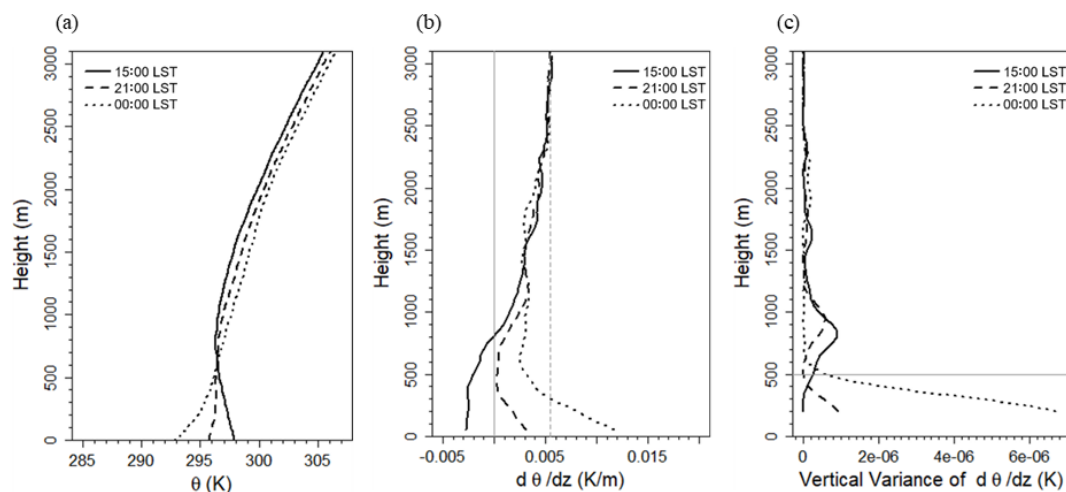 (a)
15:00 LST
21:00 LST
00:00 LST
Height (m)
3000
2500
2000
1500
1000
500
0
285
290
295
300
305
θ (K)
(b)
15:00 LST
21:00 LST
00:00 LST
Height (m)
3000
2500
2000
1500
1000
500
0
-0.005
0.005
0.015
d θ /dz (K/m)
(c)
15:00 LST
21:00 LST
00:00 LST
Height (m)
3000
2500
2000
1500
1000
500
0
0
2e-06
4e-06
6e-06
Vertical Variance of d θ /dz (K)